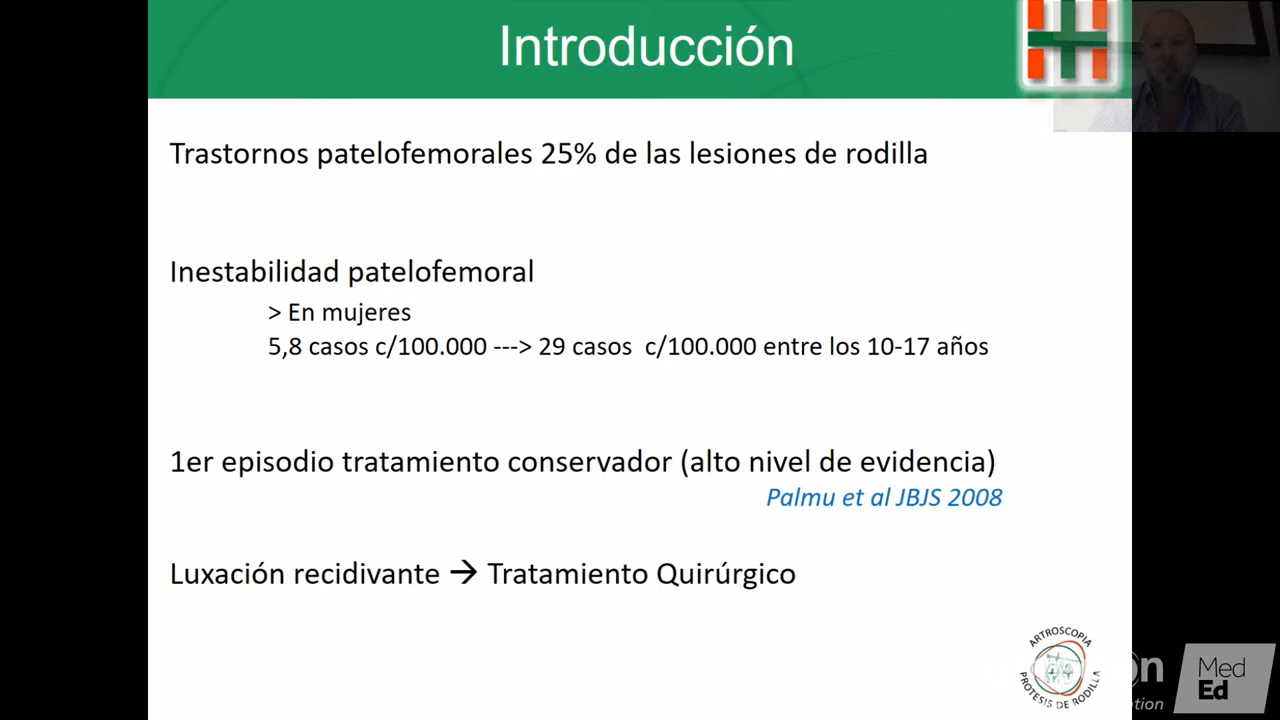 Introducción
Trastornos patelofemorales 25% de las lesiones de rodilla
Inestabilidad patelofemoral
> En mujeres
5,8 casos c/100.000 ---> 29 casos c/100.000 entre los 10-17 años
1er episodio tratamiento conservador (alto nivel de evidencia)
Palmu et al JBJS 2008
Luxación recidivante → Tratamiento Quirúrgico
ARTROSCOPIA
PROTESIS DE RODILLA
Med
Ed